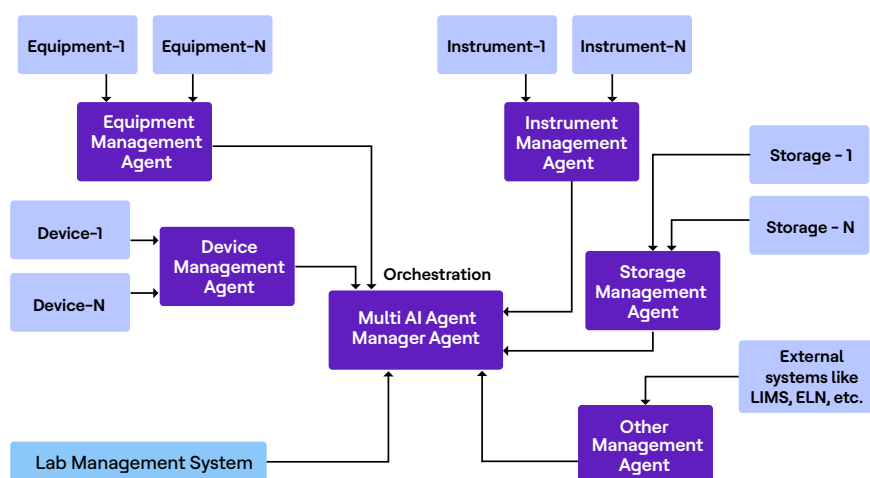 Equipment-1
Equipment-N
Instrument-1
Instrument-N
Equipment
Management
Agent
Instrument
Management
Agent
Storage - 1
Storage - N
Device-1
Device-N
Device
Management
Agent
Orchestration
Storage
Management
Agent
Multi AI Agent
Manager Agent
External
systems like
LIMS, ELN, etc.
Other
Management
Agent
Lab Management System